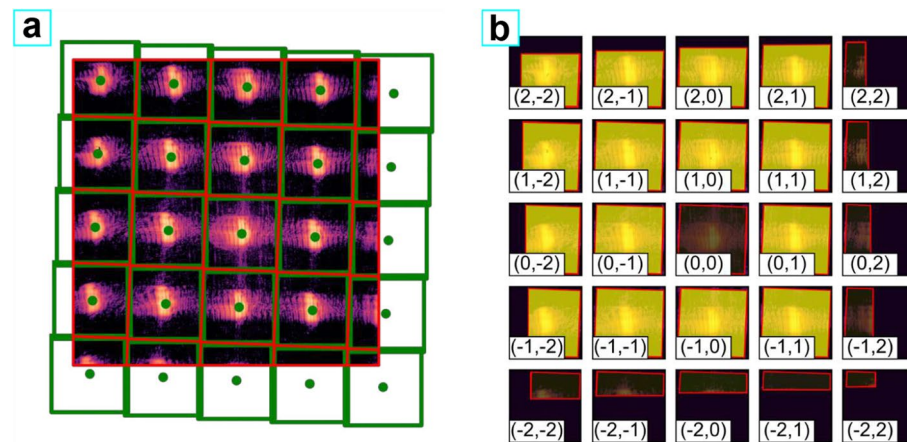 a
b
(2,-2) (2,-1) (2,0) (2,1) (2,2)
(1,-2) (1,-1) (1,0) (1,1) (1,2)
(0,-2) (0,-1) (0,0) (0,1) (0,2)
(-1,-2) (-1,-1) (-1,0) (-1,1) (-1,2)
(-2,-2) (-2,-1) (-2,0) (-2,1) (-2,2)